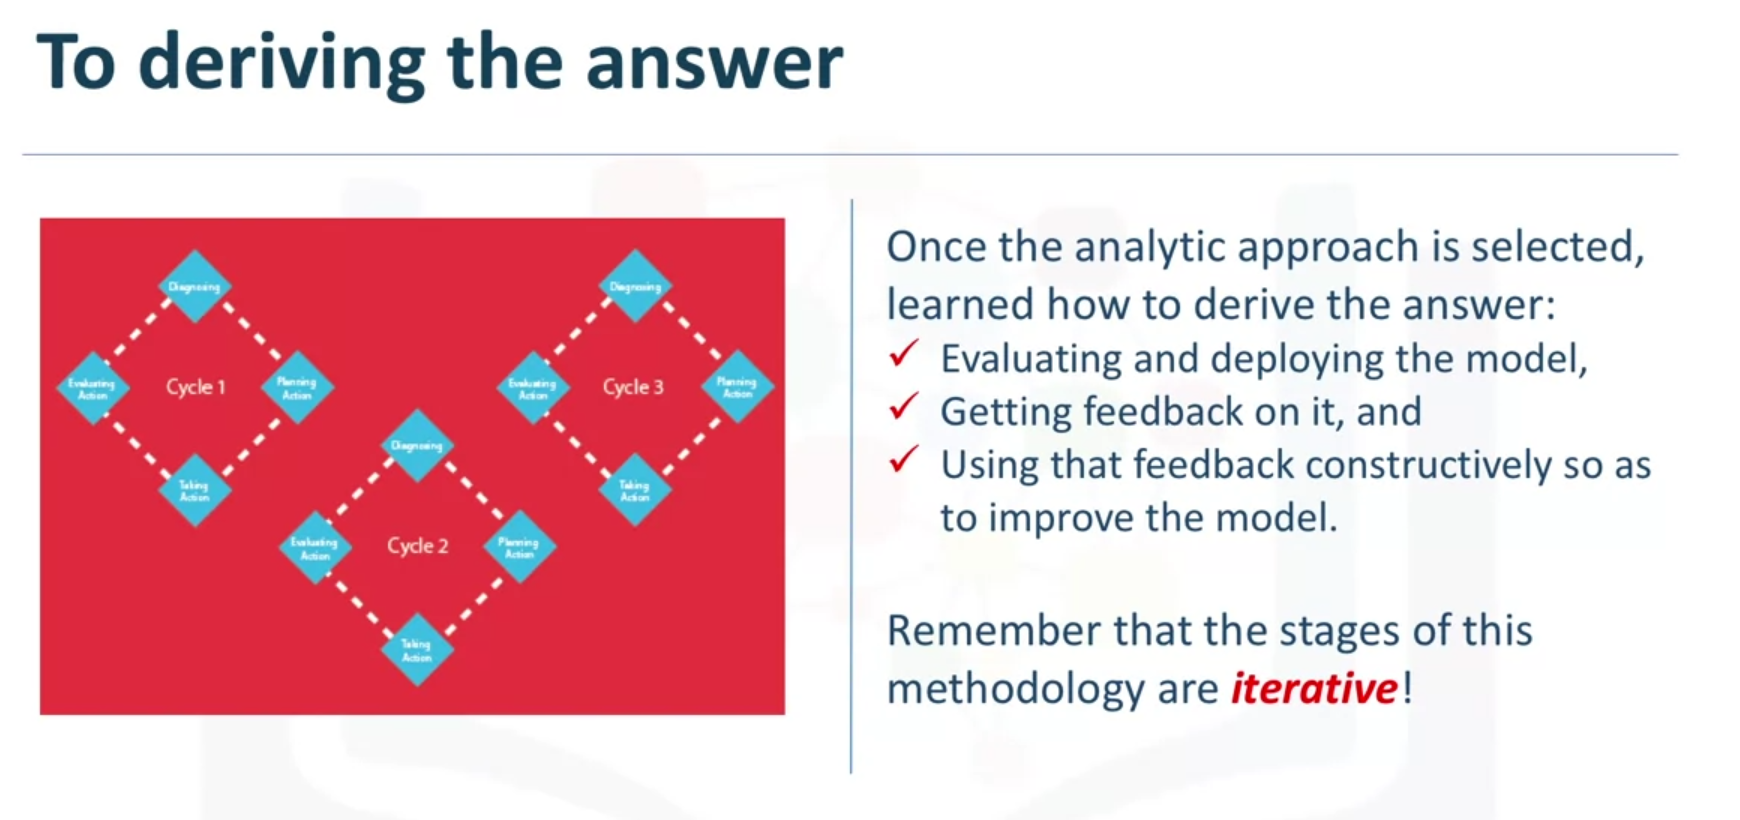 To deriving the answer
Diagnosing
Evaluating
Action
Cycle 1
Planning
Action
Taking
Action
Diagnosing
Evaluating
Action
Cycle 2
Planning
Action
Taking
Action
Diagnosing
Evaluating
Action
Cycle 3
Planning
Action
Taking
Action
Once the analytic approach is selected,
learned how to derive the answer:
✓ Evaluating and deploying the model,
✓ Getting feedback on it, and
✓ Using that feedback constructively so as
to improve the model.
Remember that the stages of this
methodology are iterative!